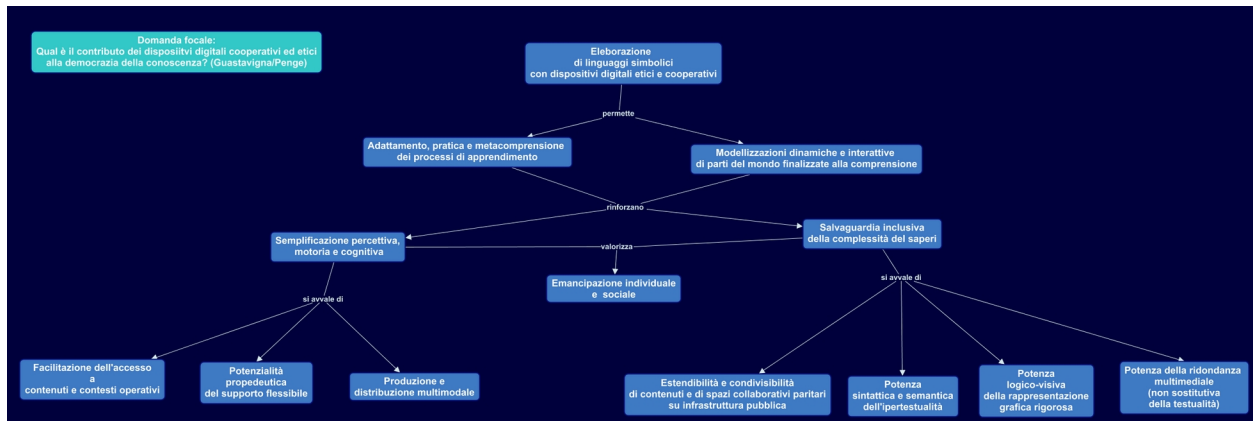 Domanda focale:
Qual è il contributo dei disposiitvi digitali cooperativi ed etici
alla democrazia della conoscenza? (Guastavigna/Penge)
Eleborazione
di linguaggi simbolici
con dispositivi digitali etici e cooperativi
permette
Adattamento, pratica e metacomprensione
dei processi di apprendimento
Modellizzazioni dinamiche e interattive
di parti del mondo finalizzate alla comprensione
rinforzano
Semplificazione percettiva,
motoria e cognitiva
Salvaguardia inclusiva
della complessità del saperi
valorizza
Emancipazione individuale
e sociale
si avvale di
si avvale di
Facilitazione dell'accesso
a
contenuti e contesti operativi
Potenzialità
propedeutica
del supporto flessibile
Produzione e
distribuzione multimodale
Estendibilità e condivisibilità
di contenuti e di spazi collaborativi paritari
su infrastruttura pubblica
Potenza
sintattica e semantica
dell'ipertestualità
Potenza
logico-visiva
della rappresentazione
grafica rigorosa
Potenza della ridondanza
multimediale
(non sostitutiva
della testualità)